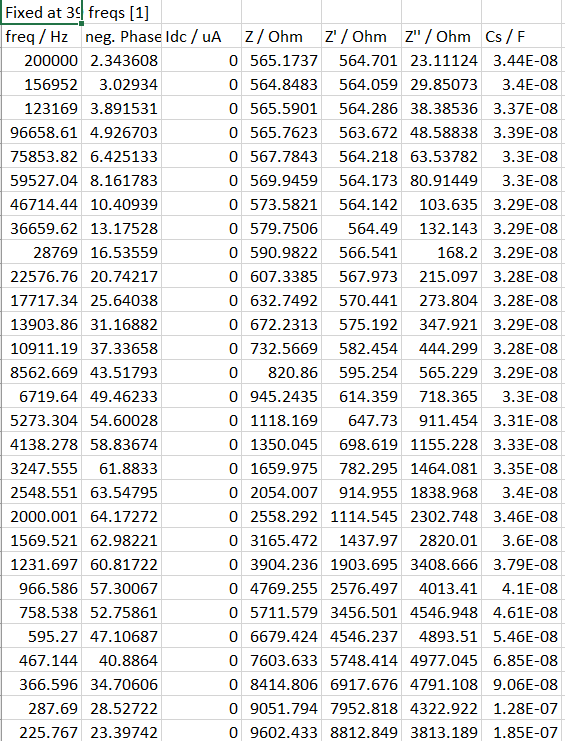 Fixed at 39 freqs [1]
freq / Hz neg. Phase Idc / uA Z / Ohm Z' / Ohm Z'' / Ohm Cs / F
200000 2.343608 0 565.1737 564.701 23.11124 3.44E-08
156952 3.02934 0 564.8483 564.059 29.85073 3.4E-08
123169 3.891531 0 565.5901 564.286 38.38536 3.37E-08
96658.61 4.926703 0 565.7623 563.672 48.58838 3.39E-08
75853.82 6.425133 0 567.7843 564.218 63.53782 3.3E-08
59527.04 8.161783 0 569.9459 564.173 80.91449 3.3E-08
46714.44 10.40939 0 573.5821 564.142 103.635 3.29E-08
36659.62 13.17528 0 579.7506 564.49 132.143 3.29E-08
28769 16.53559 0 590.9822 566.541 168.2 3.29E-08
22576.76 20.74217 0 607.3385 567.973 215.097 3.28E-08
17717.34 25.64038 0 632.7492 570.441 273.804 3.28E-08
13903.86 31.16882 0 672.2313 575.192 347.921 3.29E-08
10911.19 37.33658 0 732.5669 582.454 444.299 3.28E-08
8562.669 43.51793 0 820.86 595.254 565.229 3.29E-08
6719.64 49.46233 0 945.2435 614.359 718.365 3.3E-08
5273.304 54.60028 0 1118.169 647.73 911.454 3.31E-08
4138.278 58.83674 0 1350.045 698.619 1155.228 3.33E-08
3247.555 61.8833 0 1659.975 782.295 1464.081 3.35E-08
2548.551 63.54795 0 2054.007 914.955 1838.968 3.4E-08
2000.001 64.17272 0 2558.292 1114.545 2302.748 3.46E-08
1569.521 62.98221 0 3165.472 1437.97 2820.01 3.6E-08
1231.697 60.81722 0 3904.236 1903.695 3408.666 3.79E-08
966.586 57.30067 0 4769.255 2576.497 4013.41 4.1E-08
758.538 52.75861 0 5711.579 3456.501 4546.948 4.61E-08
595.27 47.10687 0 6679.424 4546.237 4893.51 5.46E-08
467.144 40.8864 0 7603.633 5748.414 4977.045 6.85E-08
366.596 34.70606 0 8414.806 6917.676 4791.108 9.06E-08
287.69 28.52722 0 9051.794 7952.818 4322.922 1.28E-07
225.767 23.39742 0 9602.433 8812.849 3813.189 1.85E-07